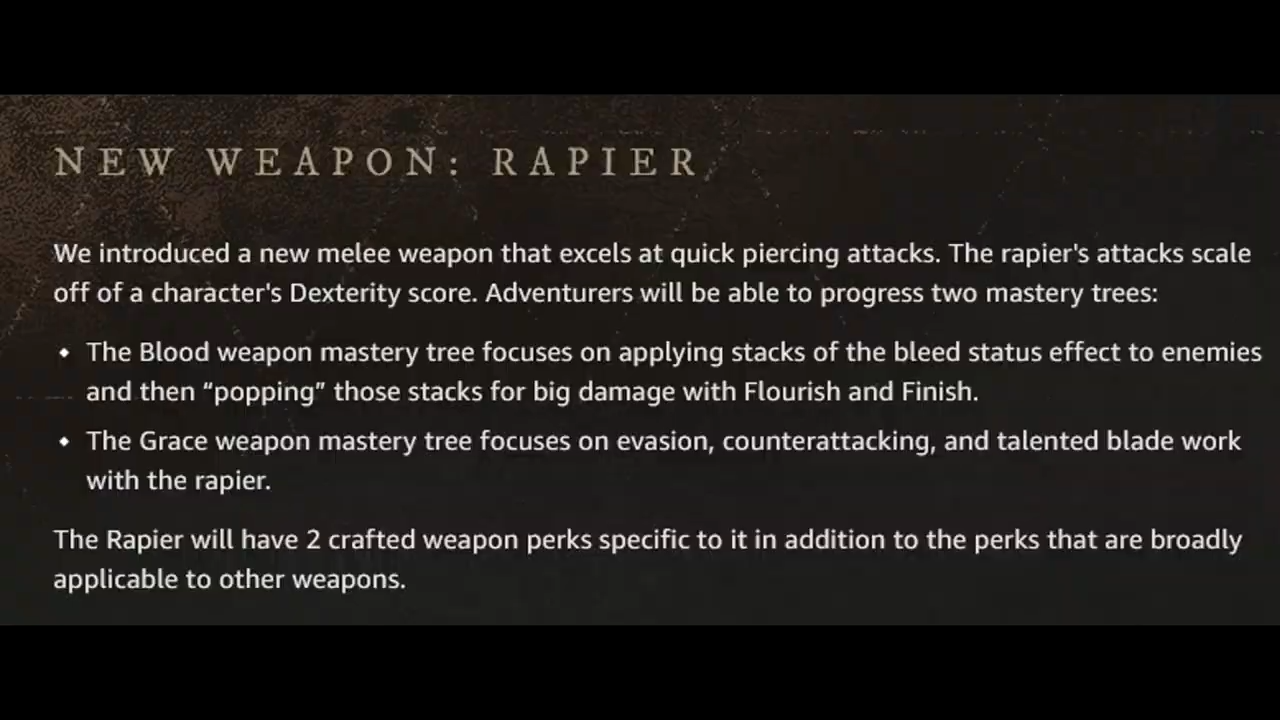 NEW WEAPON: RAPIER
We introduced a new melee weapon that excels at quick piercing attacks. The rapier's attacks scale
off of a character's Dexterity score. Adventurers will be able to progress two mastery trees:
◆ The Blood weapon mastery tree focuses on applying stacks of the bleed status effect to enemies
and then “popping” those stacks for big damage with Flourish and Finish.
◆ The Grace weapon mastery tree focuses on evasion, counterattacking, and talented blade work
with the rapier.
The Rapier will have 2 crafted weapon perks specific to it in addition to the perks that are broadly
applicable to other weapons.